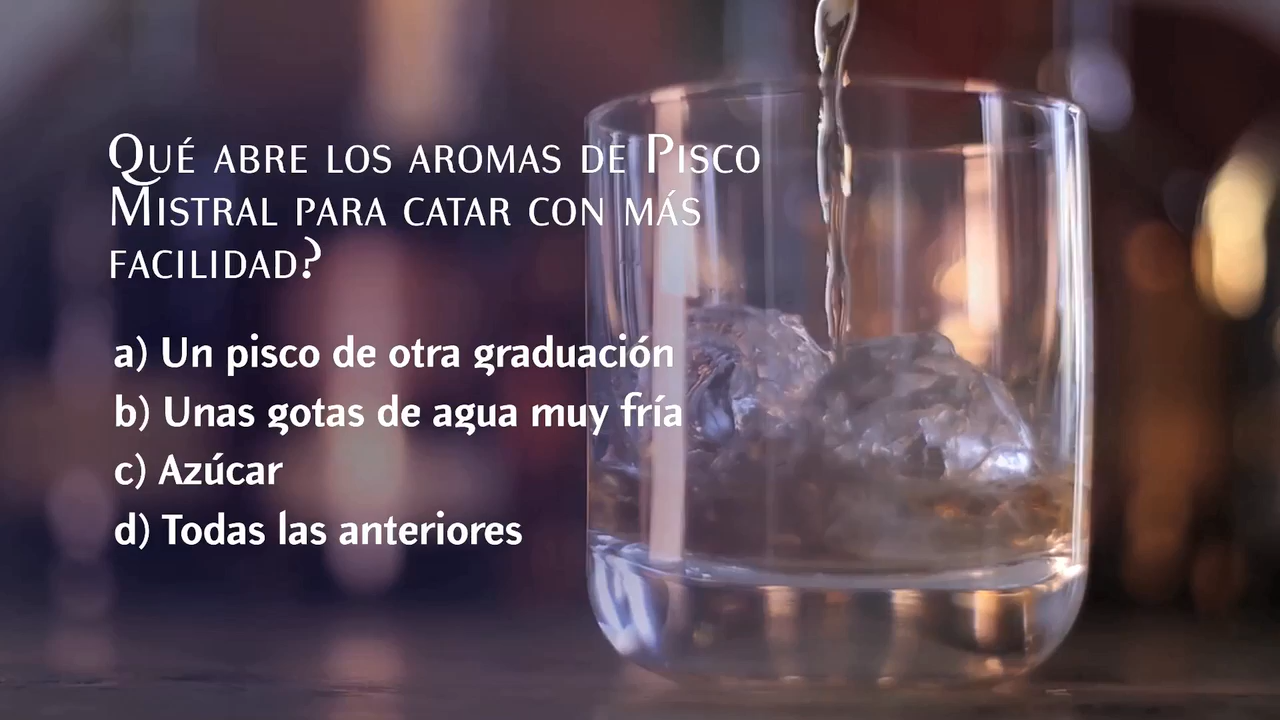 Qué abre los aromas de Pisco
Mistral para catar con más
facilidad?
a) Un pisco de otra graduación
b) Unas gotas de agua muy fría
c) Azúcar
d) Todas las anteriores